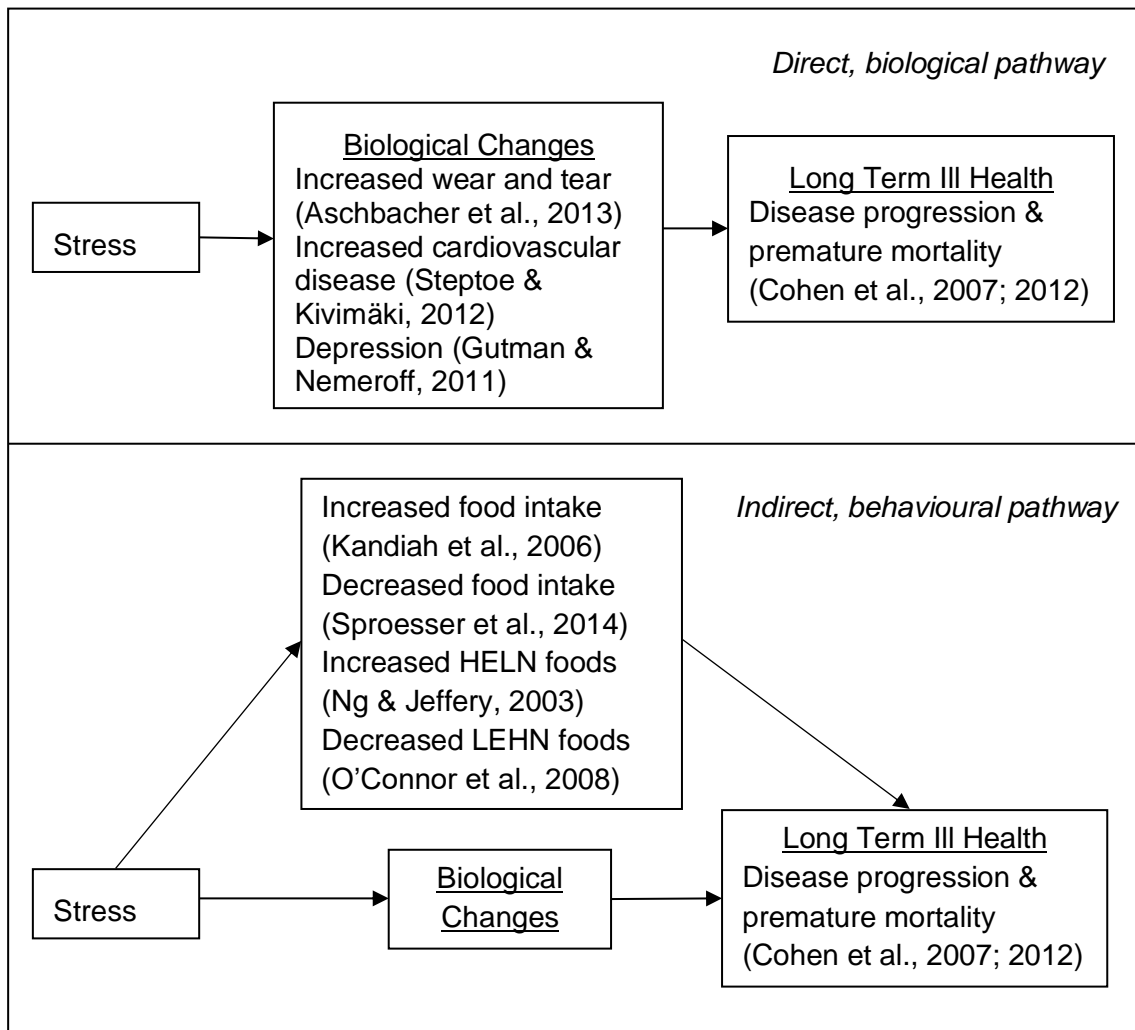 Direct, biological pathway
Stress
Biological Changes
Increased wear and tear
(Aschbacher et al., 2013)
Increased cardiovascular
disease (Steptoe &
Kivimäki, 2012)
Depression (Gutman &
Nemeroff, 2011)
Long Term Ill Health
Disease progression &
premature mortality
(Cohen et al., 2007; 2012)
Indirect, behavioural pathway
Increased food intake
(Kandiah et al., 2006)
Decreased food intake
(Sproesser et al., 2014)
Increased HELN foods
(Ng & Jeffery, 2003)
Decreased LEHN foods
(O’Connor et al., 2008)
Stress
Biological
Changes
Long Term Ill Health
Disease progression &
premature mortality
(Cohen et al., 2007; 2012)